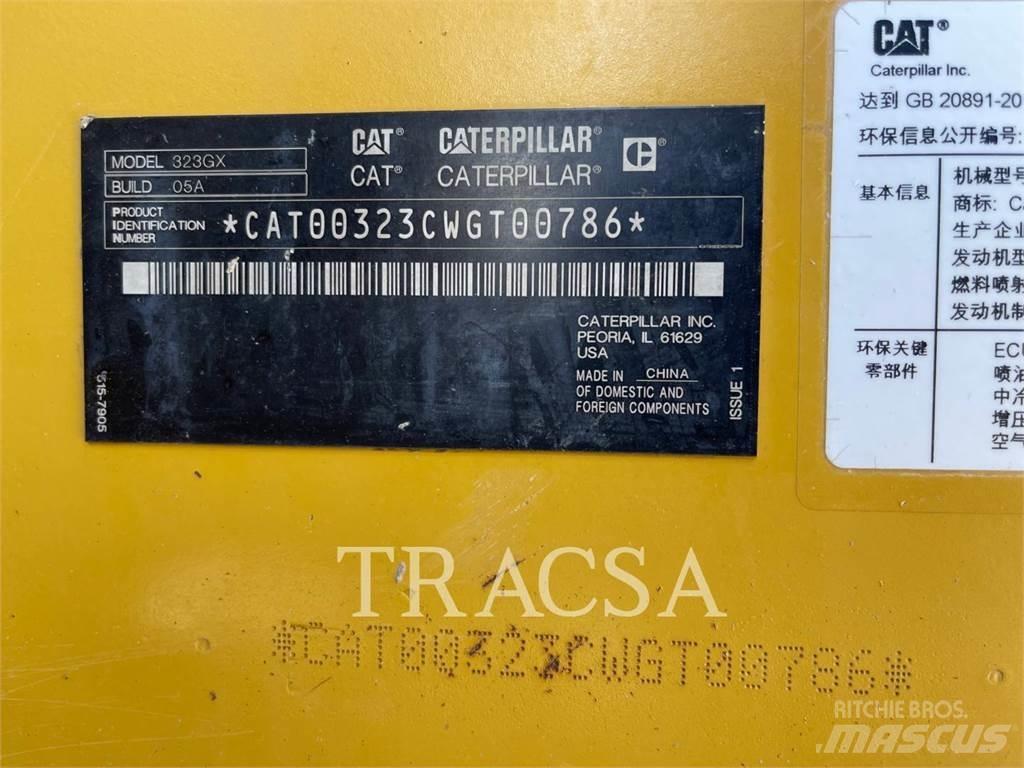 MODEL 323GX
BUILD 05A
CAT® CATERPILLAR®
CAT® CATERPILLAR® C
PRODUCT
IDENTIFICATION
NUMBER
*CAT00323CWGT00786*
CATERPILLAR INC.
PEORIA, IL 61629
USA
MADE IN CHINA
OF DOMESTIC AND
FOREIGN COMPONENTS
515-7905
ISSUE 1
CAT®
Caterpillar Inc.
达到 GB 20891-20
环保信息公开编号:
基本信息
机械型号
商标: CA
生产企业
发动机型
燃料喷射
发动机制
环保关键
零部件
ECU
喷油
中冷
增压
空气
TRACSA
*CAT00323CWGT00786*
RITCHIE BROS.
MASCUS